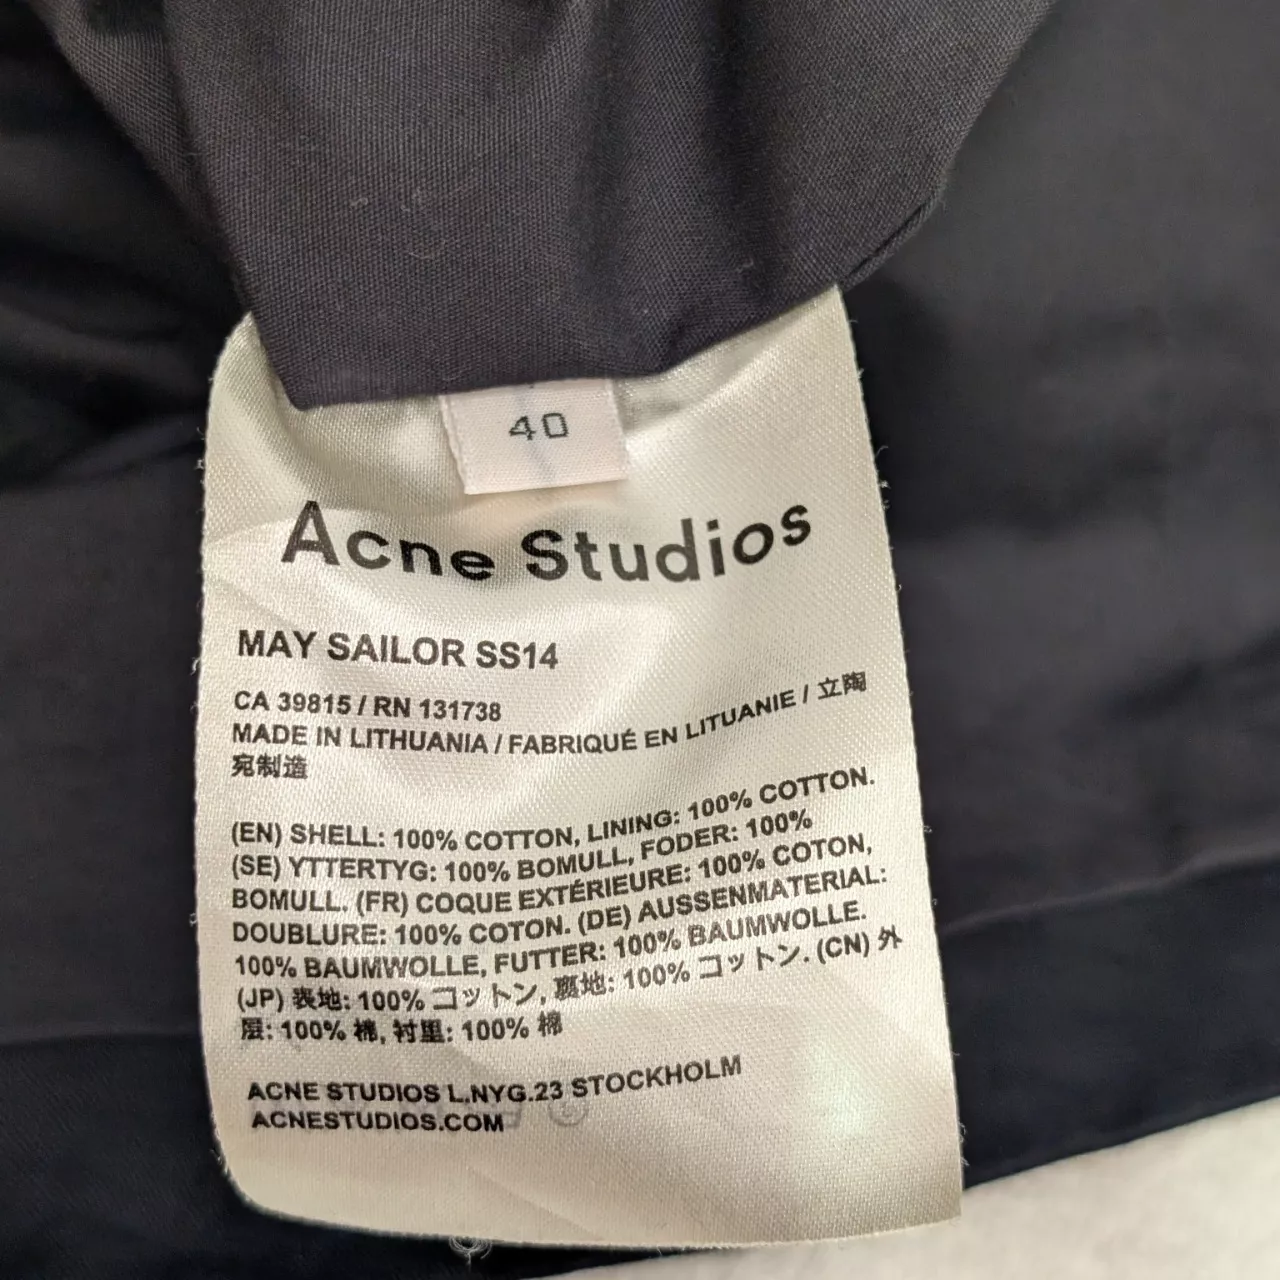 40
Acne Studios
MAY SAILOR SS14
CA 39815 / RN 131738
MADE IN LITHUANIA / FABRIQUÉ EN LITUANIE / 立陶
宛制造
(EN) SHELL: 100% COTTON, LINING: 100% COTTON.
(SE) YTTERTYG: 100% BOMULL, FODER: 100%
BOMULL. (FR) COQUE EXTÉRIEURE: 100% COTON,
DOUBLURE: 100% COTON. (DE) AUSSENMATERIAL:
100% BAUMWOLLE, FUTTER: 100% BAUMWOLLE.
(JP) 表地: 100% コットン, 裏地: 100% コットン. (CN) 外
层: 100% 棉, 衬里: 100% 棉
ACNE STUDIOS L.NYG.23 STOCKHOLM
ACNESTUDIOS.COM